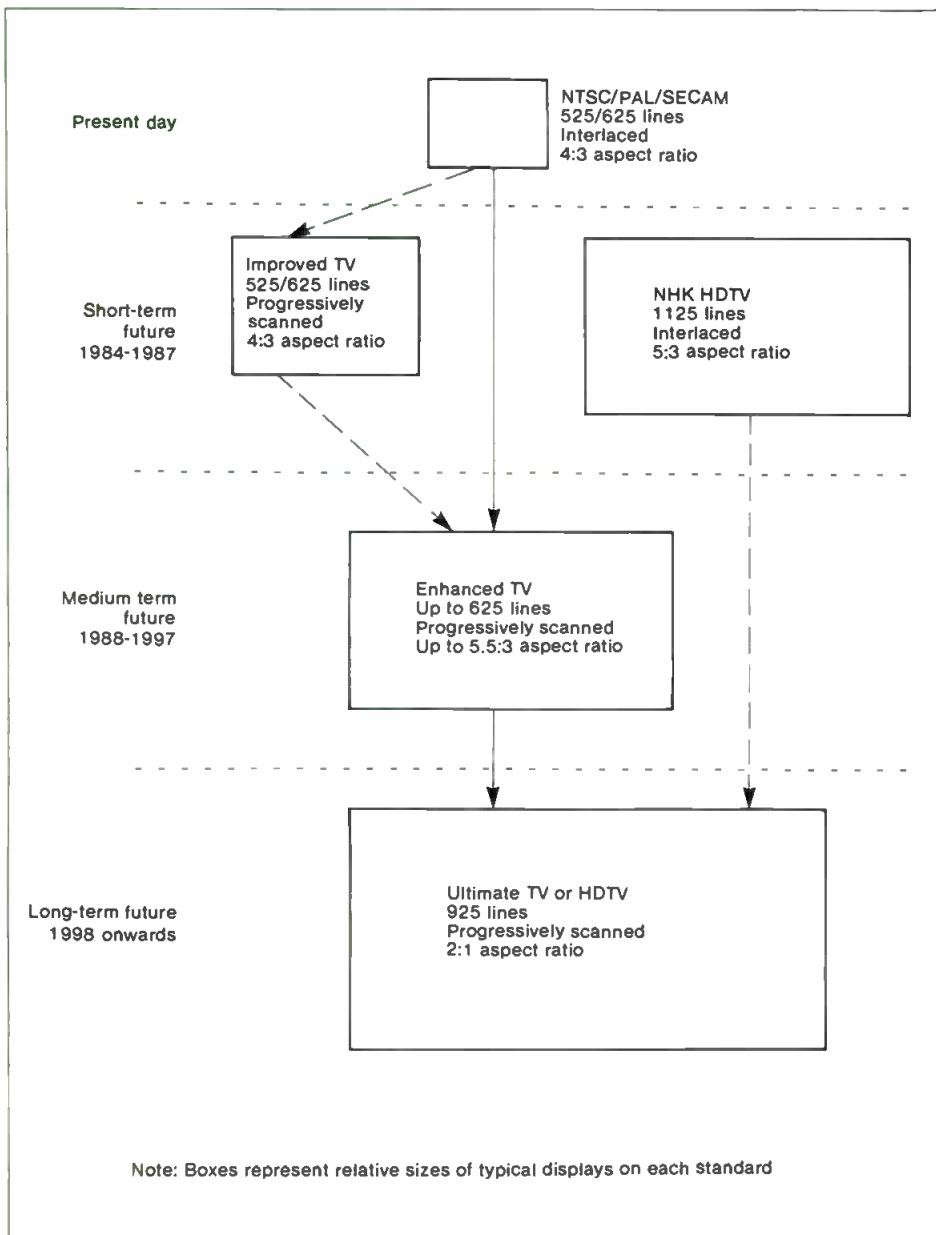 Present day
NTSC/PAL/SECAM
525/625 lines
Interlaced
4:3 aspect ratio
Short-term
future
1984-1987
Improved TV
525/625 lines
Progressively
scanned
4:3 aspect ratio
NHK HDTV
1125 lines
Interlaced
5:3 aspect ratio
Medium term
future
1988-1997
Enhanced TV
Up to 625 lines
Progressively scanned
Up to 5.5:3 aspect ratio
Long-term future
1998 onwards
Ultimate TV or HDTV
925 lines
Progressively scanned
2:1 aspect ratio
Note: Boxes represent relative sizes of typical displays on each standard